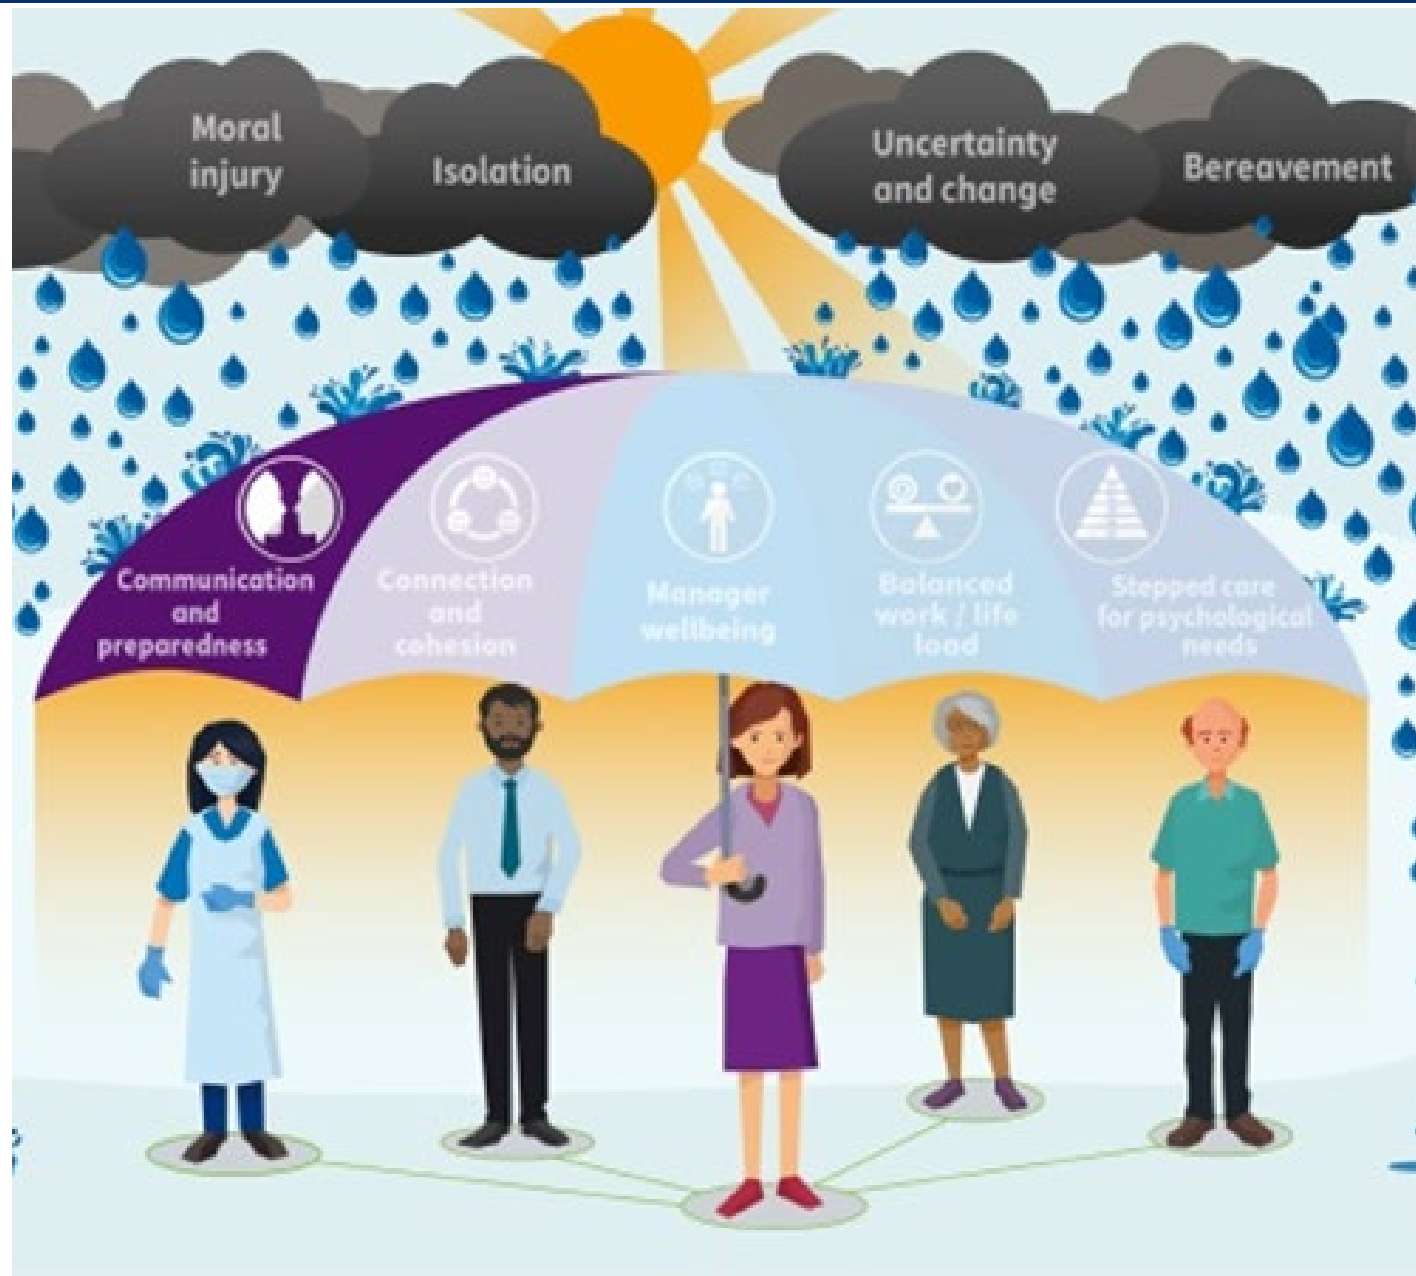 Moral
injury
Isolation
Uncertainty
and change
Bereavement
Communication
and
preparedness
Connection
and
cohesion
Manager
wellbeing
Balanced
work / life
load
Stepped care
for psychological
needs